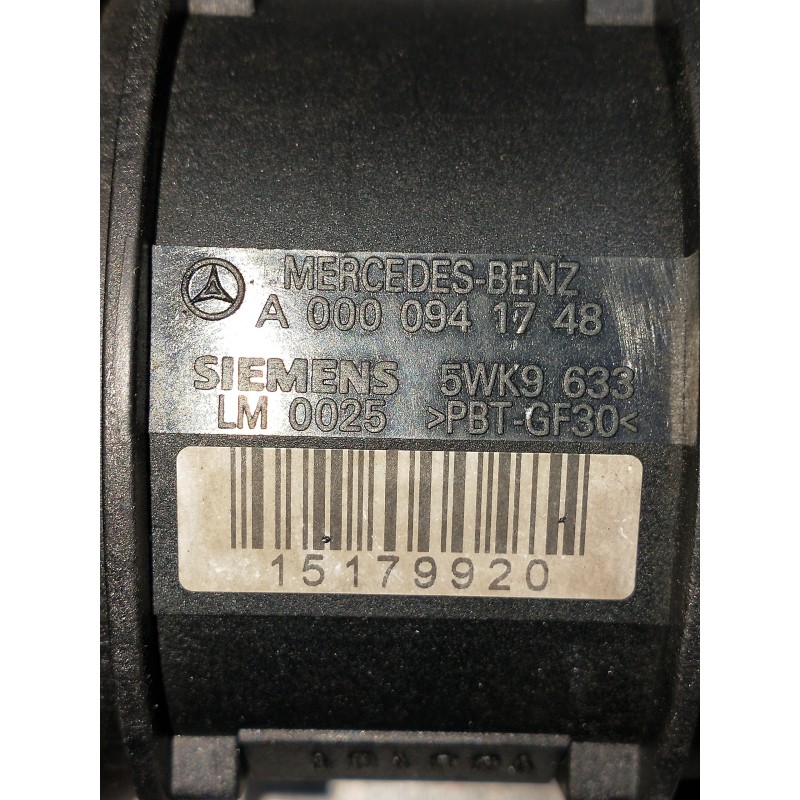 MERCEDES-BENZ
A 000 094 17 48
SIEMENS 5WK9 633
LM 0025 >PBT-GF30<
15179920